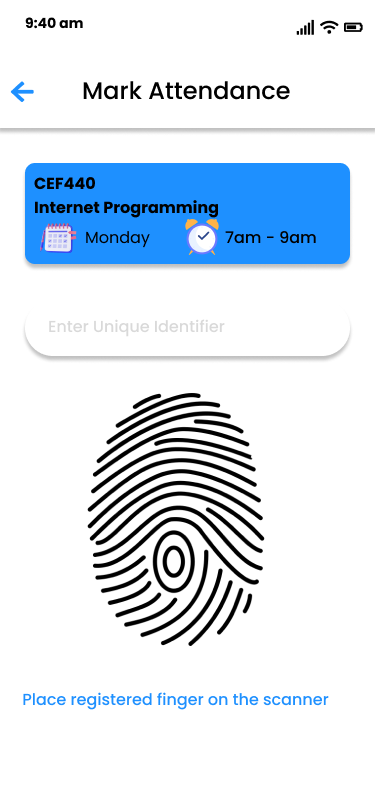 9:40 am
Mark Attendance
CEF440
Internet Programming
Monday 7am - 9am
Enter Unique Identifier
Place registered finger on the scanner